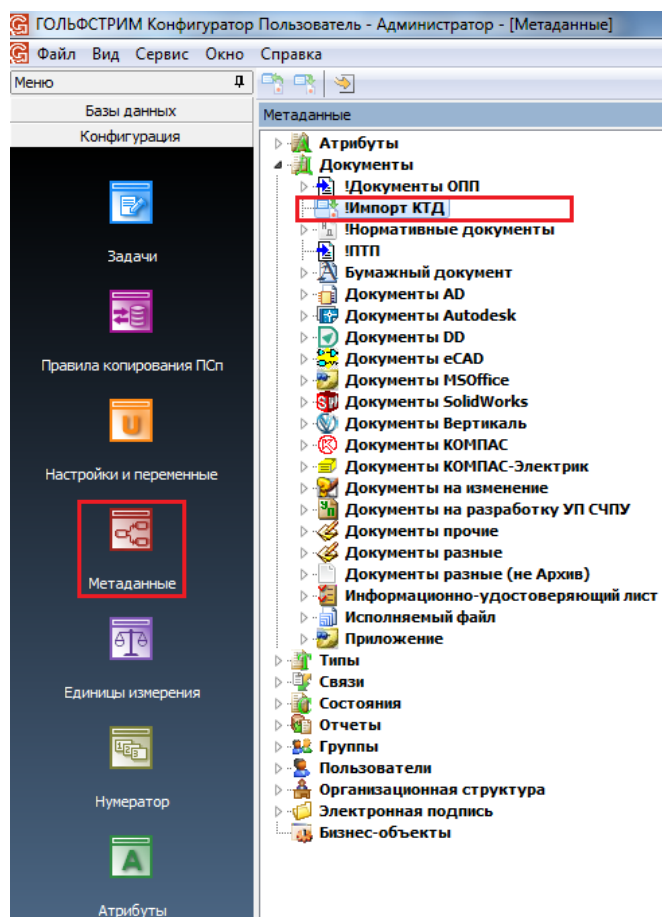 ГОЛЬФСТРИМ Конфигуратор Пользователь - Администратор - [Метаданные]
Файл Вид Сервис Окно Справка
Меню
Базы данных
Конфигурация
Задачи
Правила копирования ПСп
Настройки и переменные
Метаданные
Единицы измерения
Нумератор
Атрибуты
Метаданные
Атрибуты
Документы
!Документы ОПП
!Импорт КТД
!Нормативные документы
!ПТП
Бумажный документ
Документы AD
Документы Autodesk
Документы DD
Документы eCAD
Документы MSOffice
Документы SolidWorks
Документы Вертикаль
Документы КОМПАС
Документы КОМПАС-Электрик
Документы на изменение
Документы на разработку УП СЧПУ
Документы прочие
Документы разные
Документы разные (не Архив)
Информационно-удостоверяющий лист
Исполняемый файл
Приложение
Типы
Связи
Состояния
Отчеты
Группы
Пользователи
Организационная структура
Электронная подпись
Бизнес-объекты